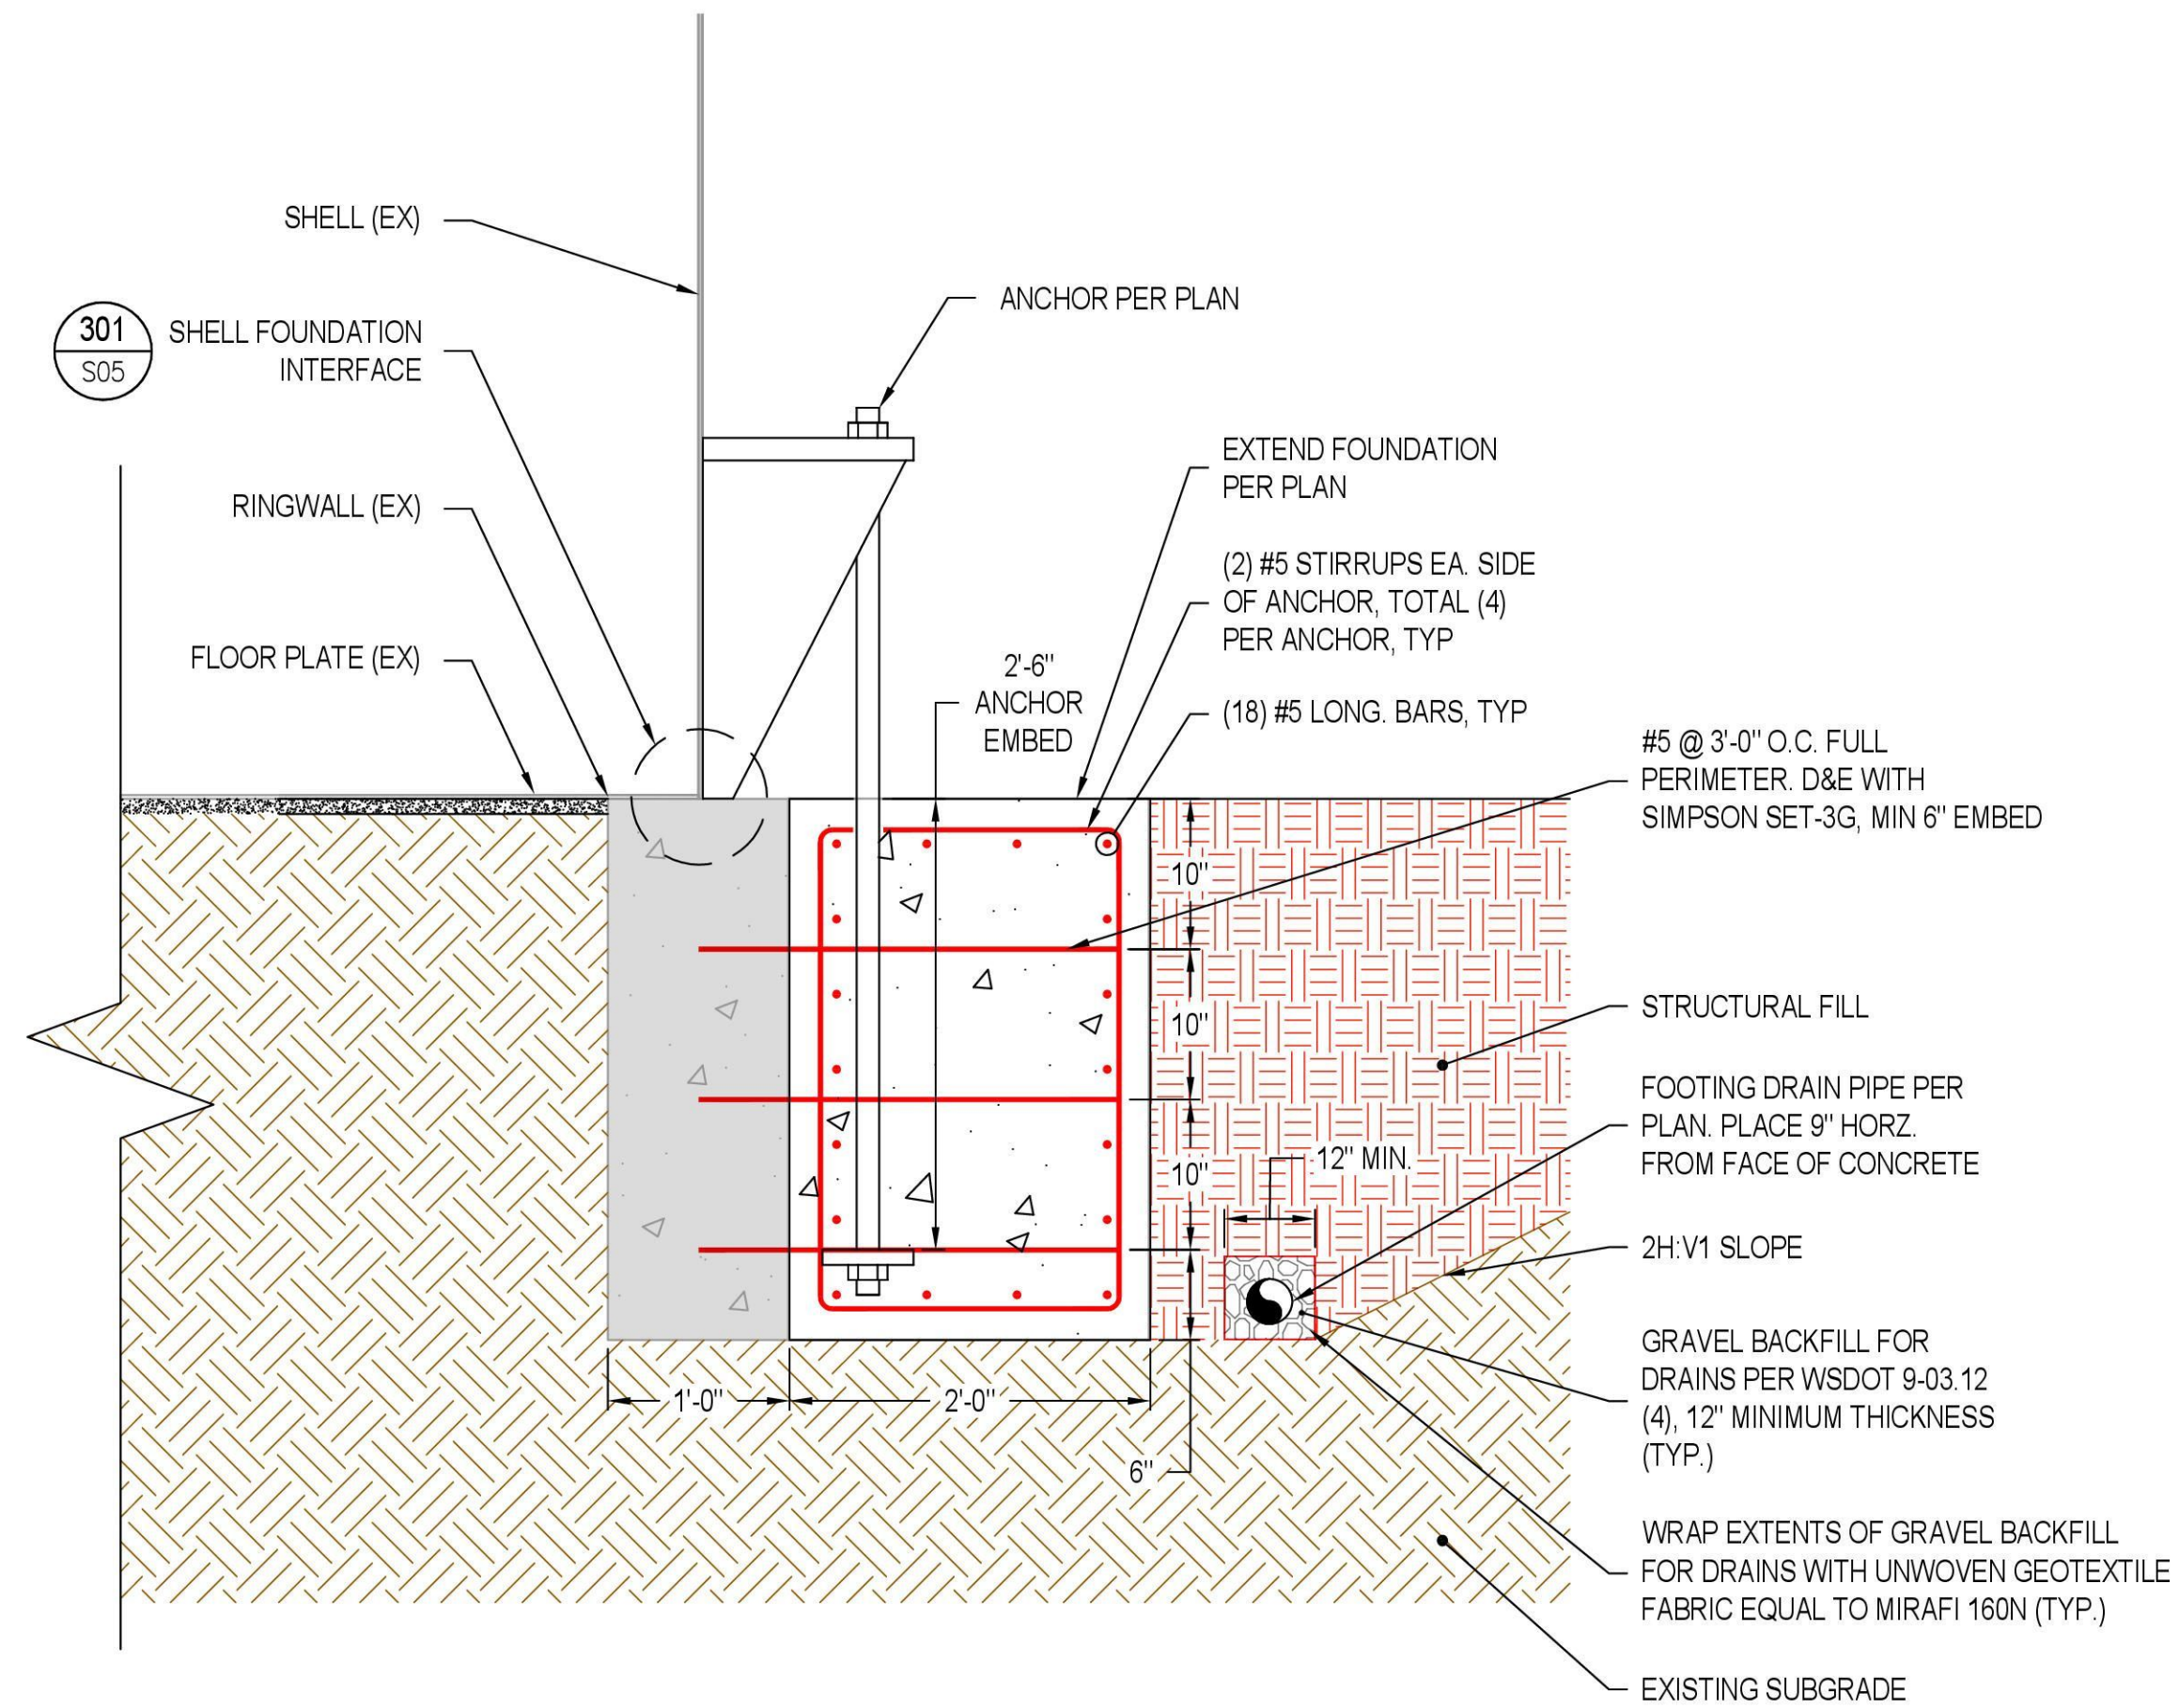 SHELL (EX)
301
S05
SHELL FOUNDATION
INTERFACE
RINGWALL (EX)
FLOOR PLATE (EX)
ANCHOR PER PLAN
EXTEND FOUNDATION
PER PLAN
(2) #5 STIRRUPS EA. SIDE
OF ANCHOR, TOTAL (4)
PER ANCHOR, TYP
2'-6"
ANCHOR
EMBED
(18) #5 LONG. BARS, TYP
#5 @ 3'-0" O.C. FULL
PERIMETER. D&E WITH
SIMPSON SET-3G, MIN 6" EMBED
10"
10"
10"
12" MIN.
STRUCTURAL FILL
FOOTING DRAIN PIPE PER
PLAN. PLACE 9" HORZ.
FROM FACE OF CONCRETE
2H:V1 SLOPE
GRAVEL BACKFILL FOR
DRAINS PER WSDOT 9-03.12
(4), 12" MINIMUM THICKNESS
(TYP.)
1'-0"
2'-0"
6"
WRAP EXTENTS OF GRAVEL BACKFILL
FOR DRAINS WITH UNWOVEN GEOTEXTILE
FABRIC EQUAL TO MIRAFI 160N (TYP.)
EXISTING SUBGRADE